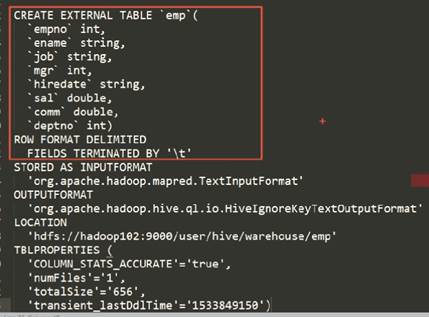 CREATE EXTERNAL TABLE `emp`(
`empno` int,
`ename` string,
`job` string,
`mgr` int,
`hiredate` string,
`sal` double,
`comm` double,
`deptno` int)
ROW FORMAT DELIMITED
FIELDS TERMINATED BY '\t'
STORED AS INPUTFORMAT
'org.apache.hadoop.mapred.TextInputFormat'
OUTPUTFORMAT
'org.apache.hadoop.hive.ql.io.HiveIgnoreKeyTextOutputFormat'
LOCATION
'hdfs://hadoop102:9000/user/hive/warehouse/emp'
TBLPROPERTIES (
'COLUMN_STATS_ACCURATE'='true',
'numFiles'='1',
'totalSize'='656',
'transient_lastDdlTime'='1533849150')